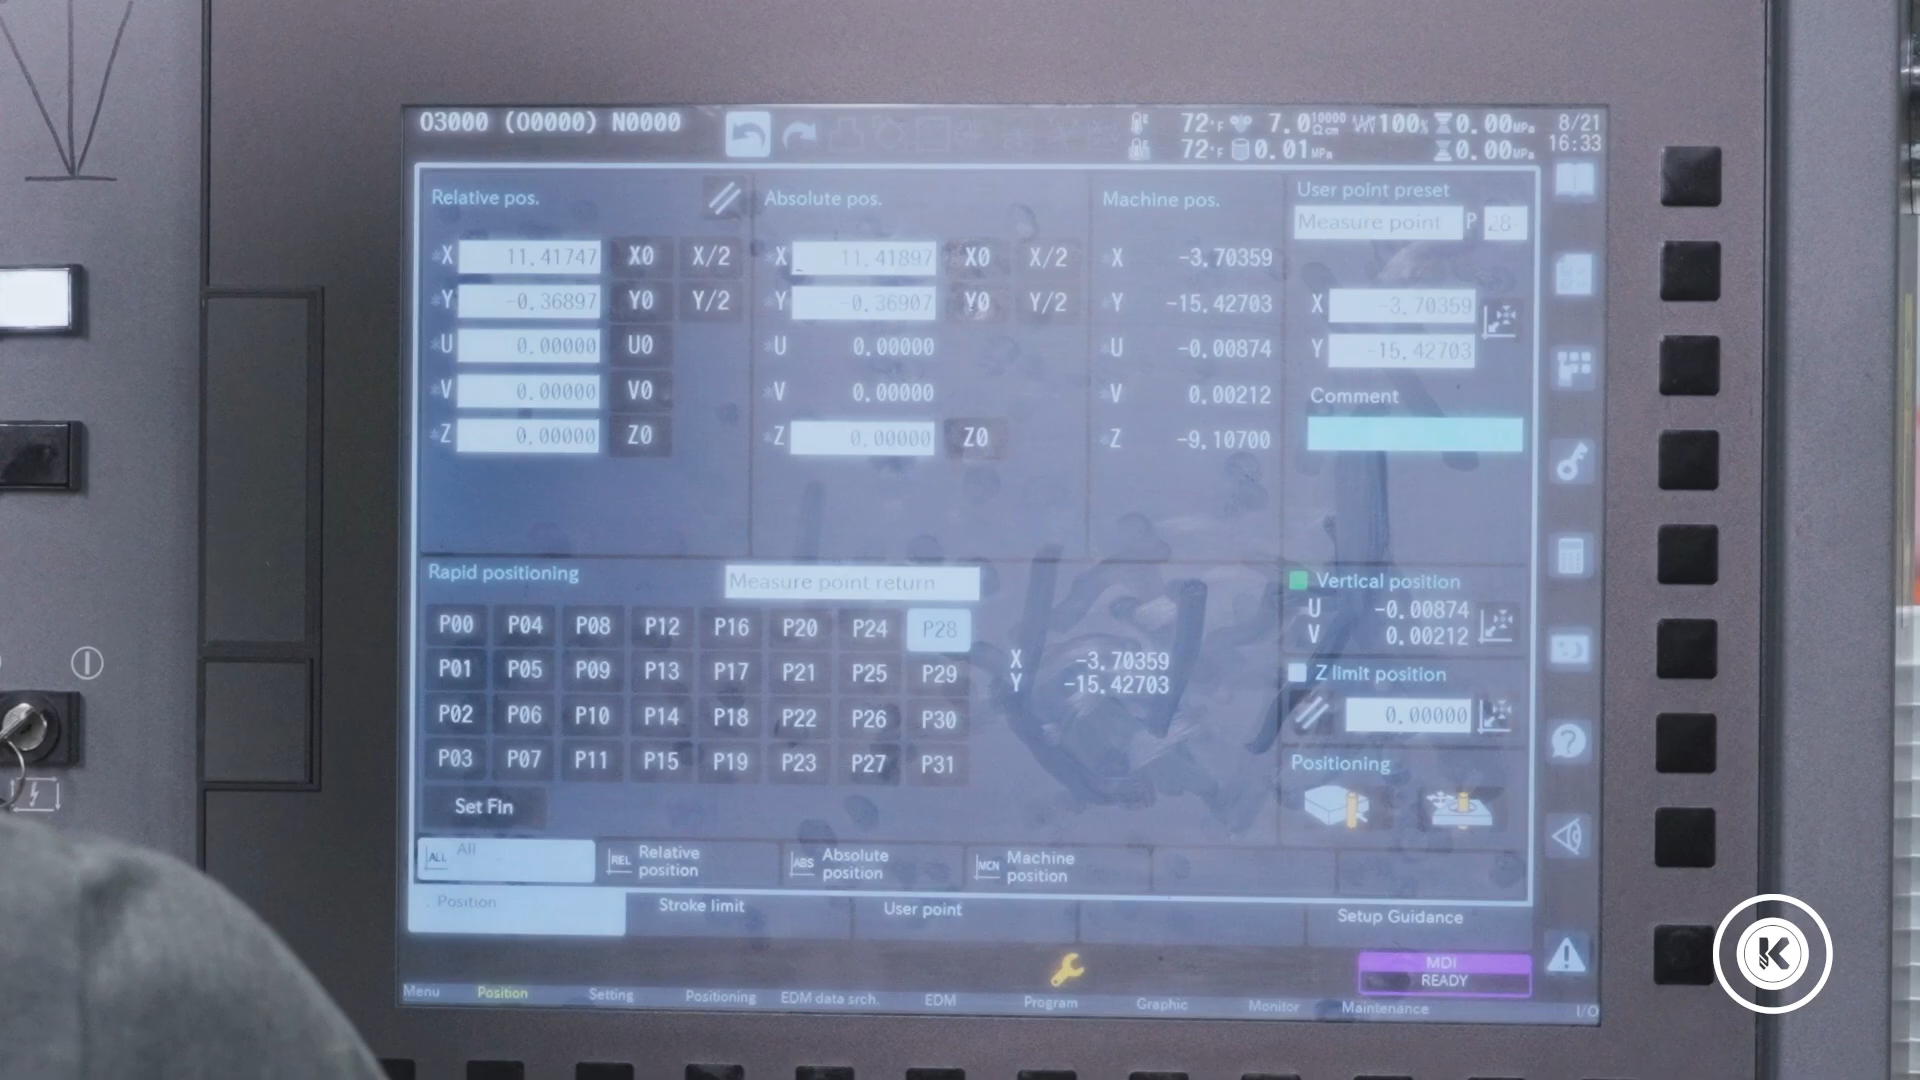 O3000 (O0000) N0000
72°F 7.0 10000 Ωcm 100% 0.00 MPa 8/21
72°F 0.01 MPa 0.00 MPa 16:33
Relative pos.
*X 11.41747 X0 X/2
*Y -0.36897 Y0 Y/2
*U 0.00000 U0
*V 0.00000 V0
*Z 0.00000 Z0
Absolute pos.
*X 11.41897 X0 X/2
*Y -0.36907 Y0 Y/2
*U 0.00000
*V 0.00000
*Z 0.00000 Z0
Machine pos.
*X -3.70359
*Y -15.42703
*U -0.00874
*V 0.00212
*Z -9.10700
User point preset
Measure point P 28
X -3.70359
Y -15.42703
Comment
Rapid positioning
Measure point return
P00 P04 P08 P12 P16 P20 P24 P28
P01 P05 P09 P13 P17 P21 P25 P29
P02 P06 P10 P14 P18 P22 P26 P30
P03 P07 P11 P15 P19 P23 P27 P31
X -3.70359
Y -15.42703
Set Fin
Vertical position
U -0.00874
V 0.00212
Z limit position
0.00000
Positioning
ALL All
REL Relative position
ABS Absolute position
MCN Machine position
Position Stroke limit User point Setup Guidance
MDI
READY
Menu Position Setting Positioning EDM data srch. EDM Program Graphic Monitor Maintenance I/O
K